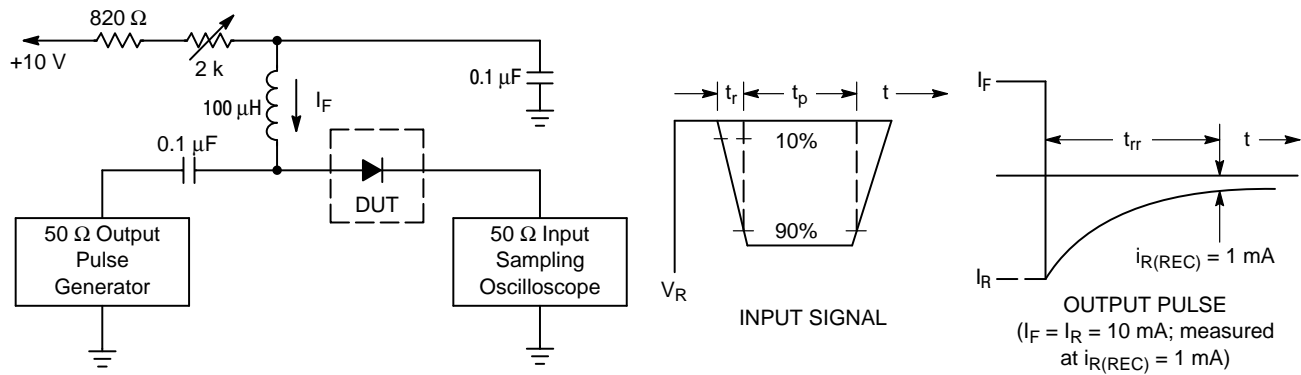 820 Ω
+10 V
2 k
100 μH
I_F
0.1 μF
0.1 μF
DUT
50 Ω Output
Pulse
Generator
50 Ω Input
Sampling
Oscilloscope
t_r
t_p
t
10%
90%
V_R
INPUT SIGNAL
I_F
t_rr
t
i_R(REC) = 1 mA
I_R
OUTPUT PULSE
(I_F = I_R = 10 mA; measured
at i_R(REC) = 1 mA)